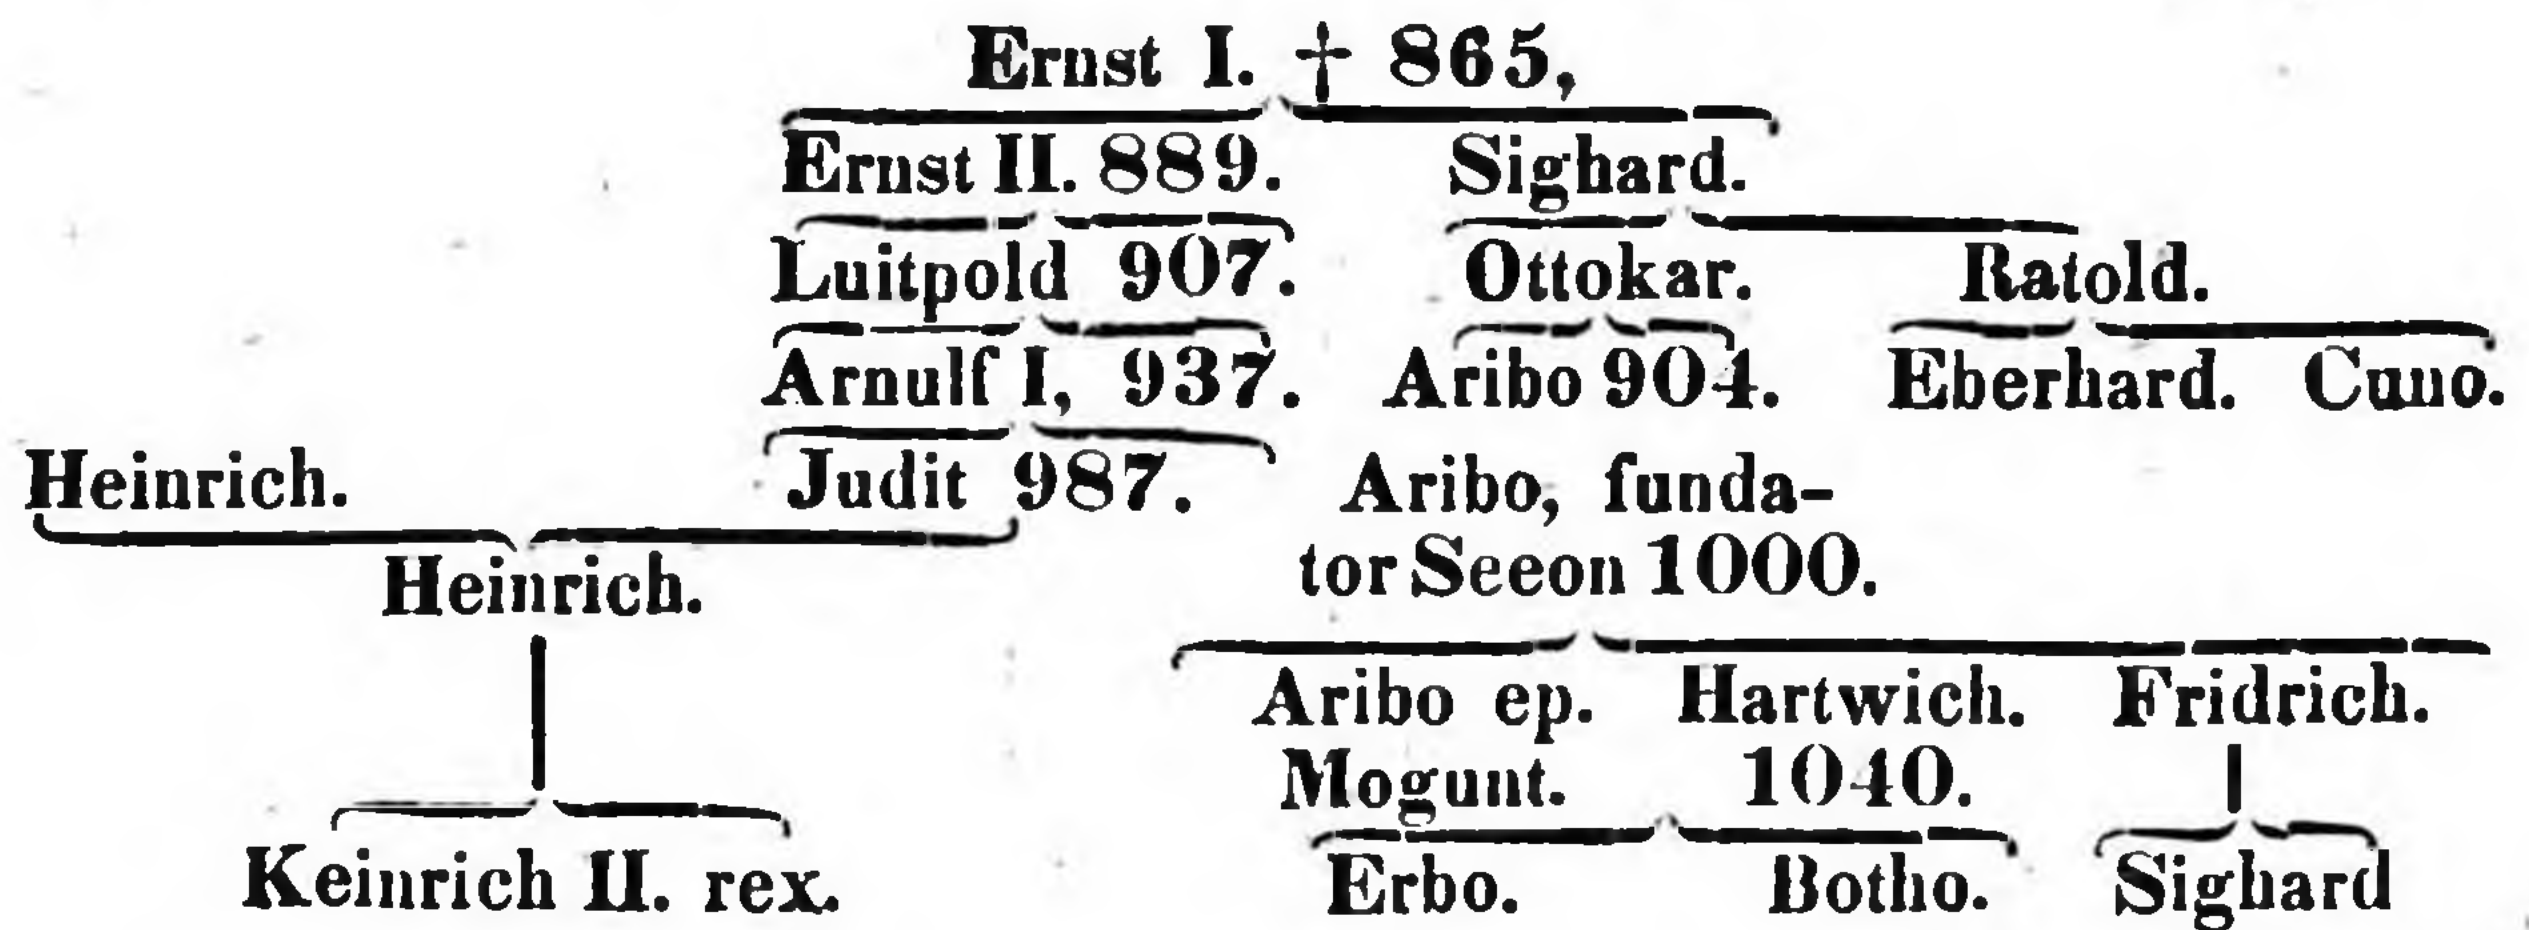 Ernst I. † 865,
Ernst II. 889. Sighard.
Luitpold 907. Ottokar. Ratold.
Arnulf I, 937. Aribo 904. Eberhard. Cuno.
Heinrich. Judit 987. Aribo, funda-
tor Seeon 1000.
Heinrich.
Aribo ep. Hartwich. Fridrich.
Mogunt. 1040.
Keinrich II. rex. Erbo. Botho. Sighard